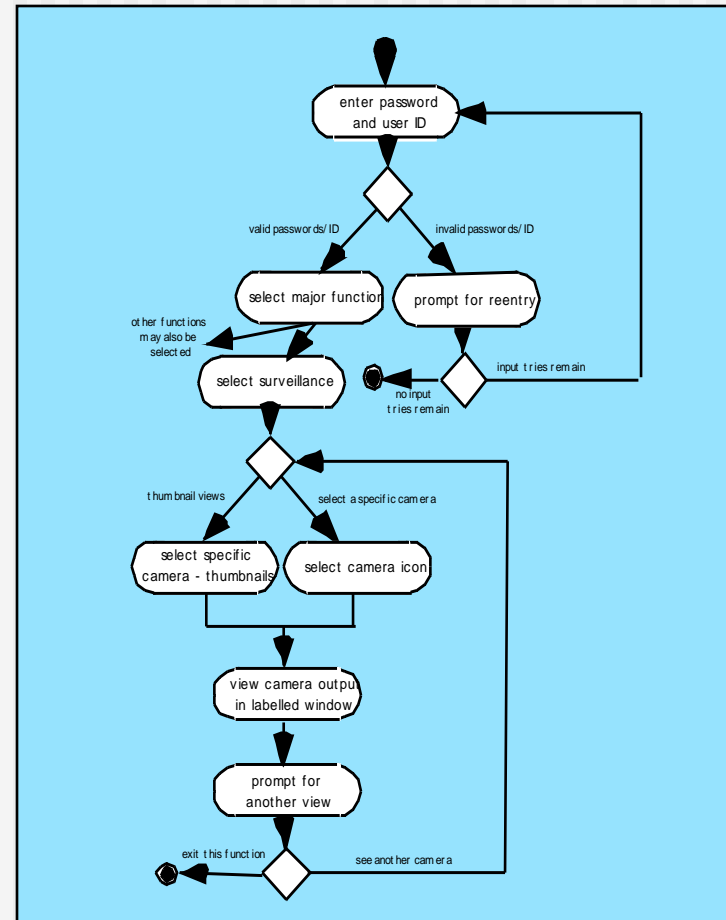 enter password
and user ID
valid passwords/ID
invalid passwords/ID
select major function
prompt for reentry
other functions
may also be
selected
input tries remain
no input
tries remain
select surveillance
thumbnail views
select a specific camera
select specific
camera - thumbnails
select camera icon
view camera outpu
in labelled window
prompt for
another view
exit this function
see another camera